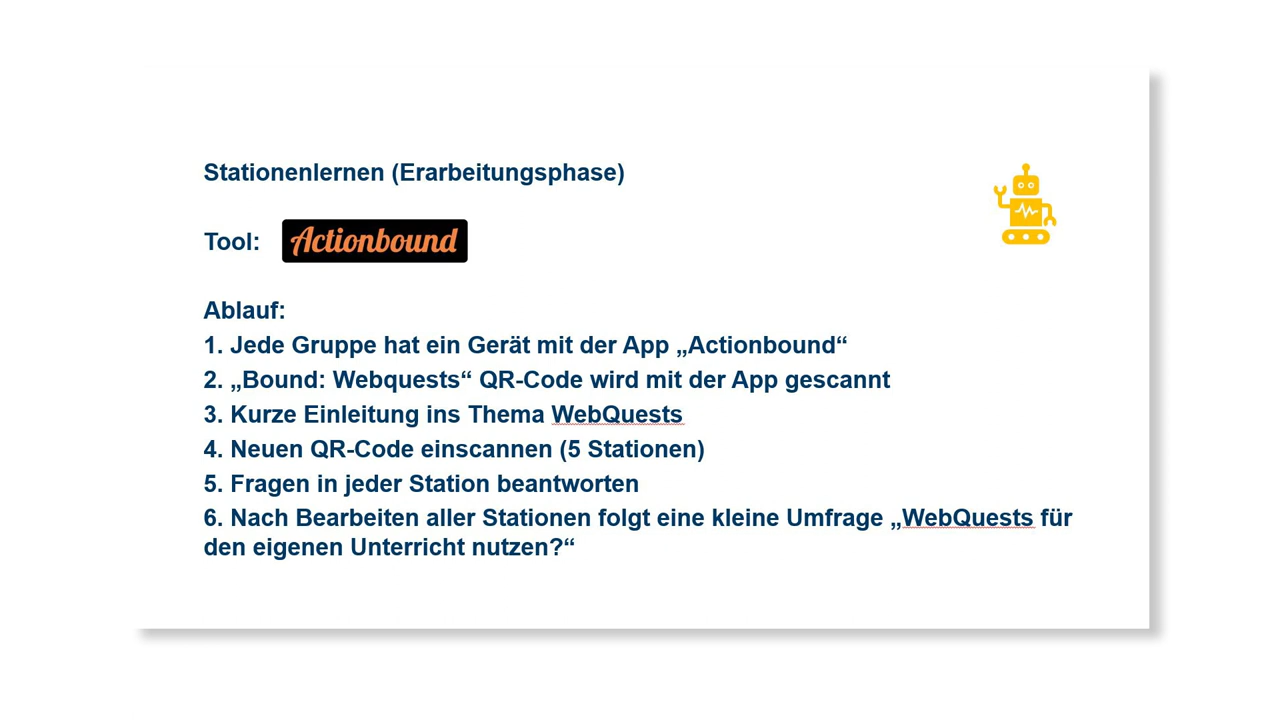 Stationenlernen (Erarbeitungsphase)
Tool: Actionbound
Ablauf:
1. Jede Gruppe hat ein Gerät mit der App „Actionbound“
2. „Bound: Webquests“ QR-Code wird mit der App gescannt
3. Kurze Einleitung ins Thema WebQuests
4. Neuen QR-Code einscannen (5 Stationen)
5. Fragen in jeder Station beantworten
6. Nach Bearbeiten aller Stationen folgt eine kleine Umfrage „WebQuests für
den eigenen Unterricht nutzen?“